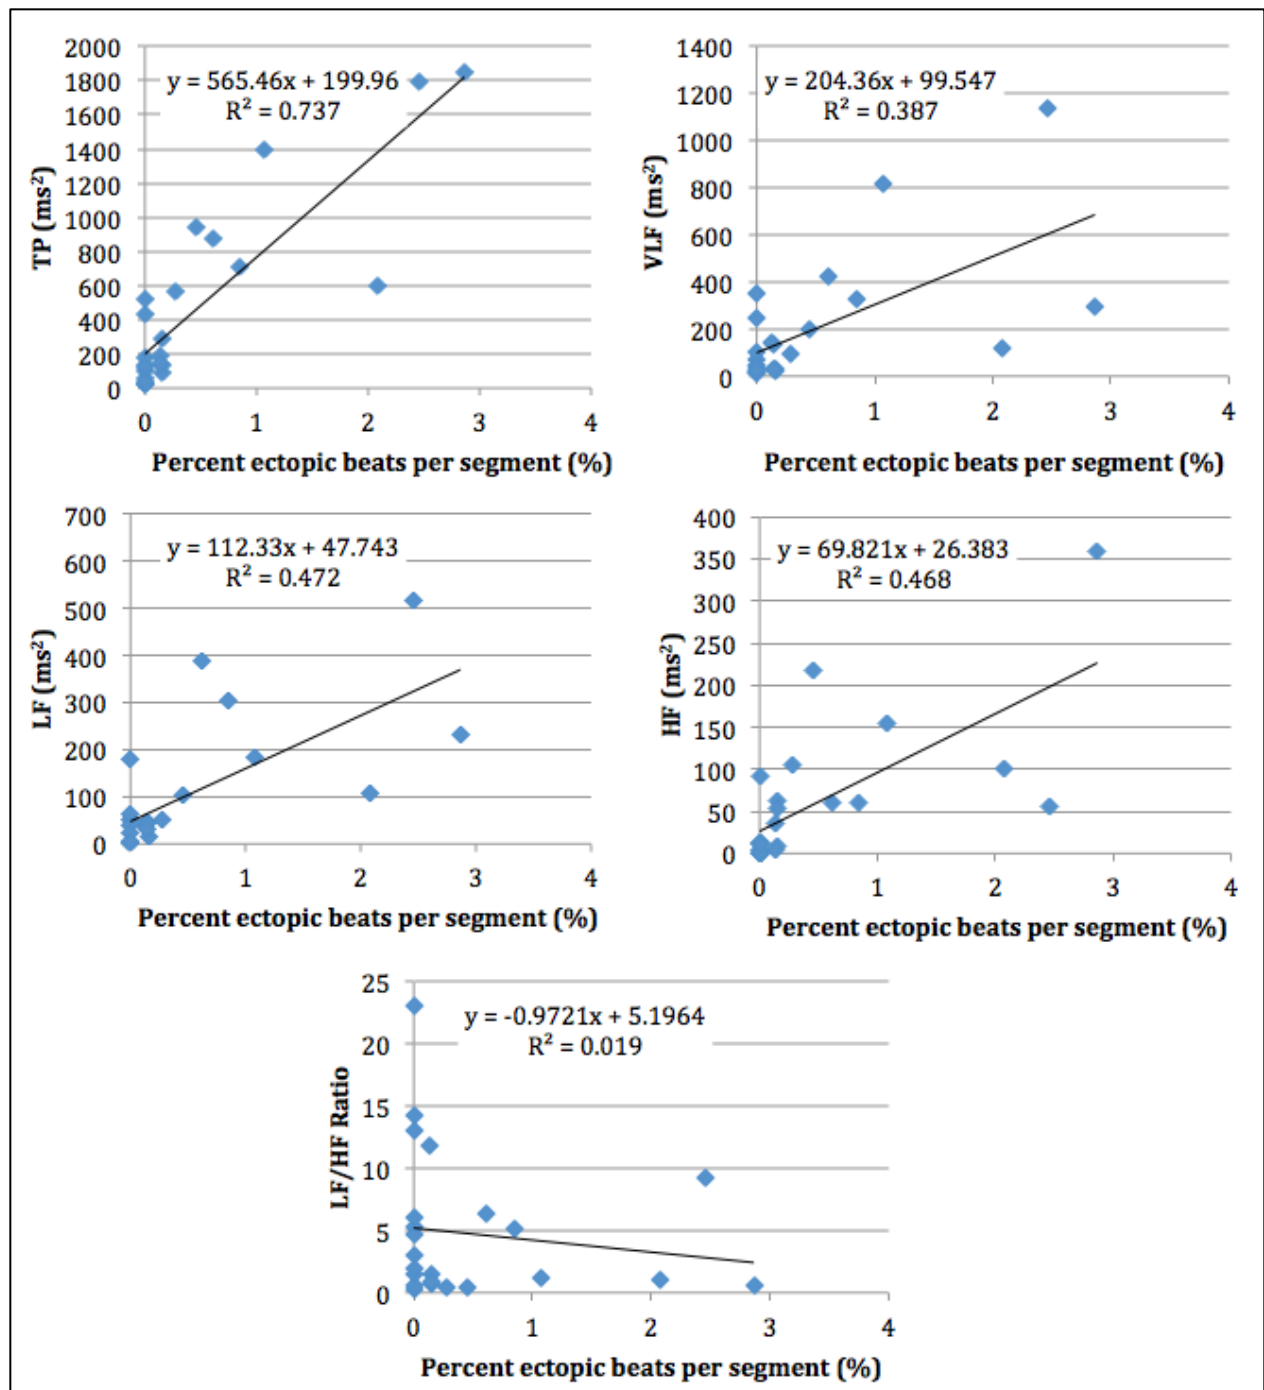 2000
1800
1600
1400
1200
1000
800
600
400
200
0
TP (ms²)
y = 565.46x + 199.96
R² = 0.737
0 1 2 3 4
Percent ectopic beats per segment (%)
1400
1200
1000
800
600
400
200
0
VLF (ms²)
y = 204.36x + 99.547
R² = 0.387
0 1 2 3 4
Percent ectopic beats per segment (%)
700
600
500
400
300
200
100
0
LF (ms²)
y = 112.33x + 47.743
R² = 0.472
0 1 2 3 4
Percent ectopic beats per segment (%)
400
350
300
250
200
150
100
50
0
HF (ms²)
y = 69.821x + 26.383
R² = 0.468
0 1 2 3 4
Percent ectopic beats per segment (%)
25
20
15
10
5
0
LF/HF Ratio
y = -0.9721x + 5.1964
R² = 0.019
0 1 2 3 4
Percent ectopic beats per segment (%)